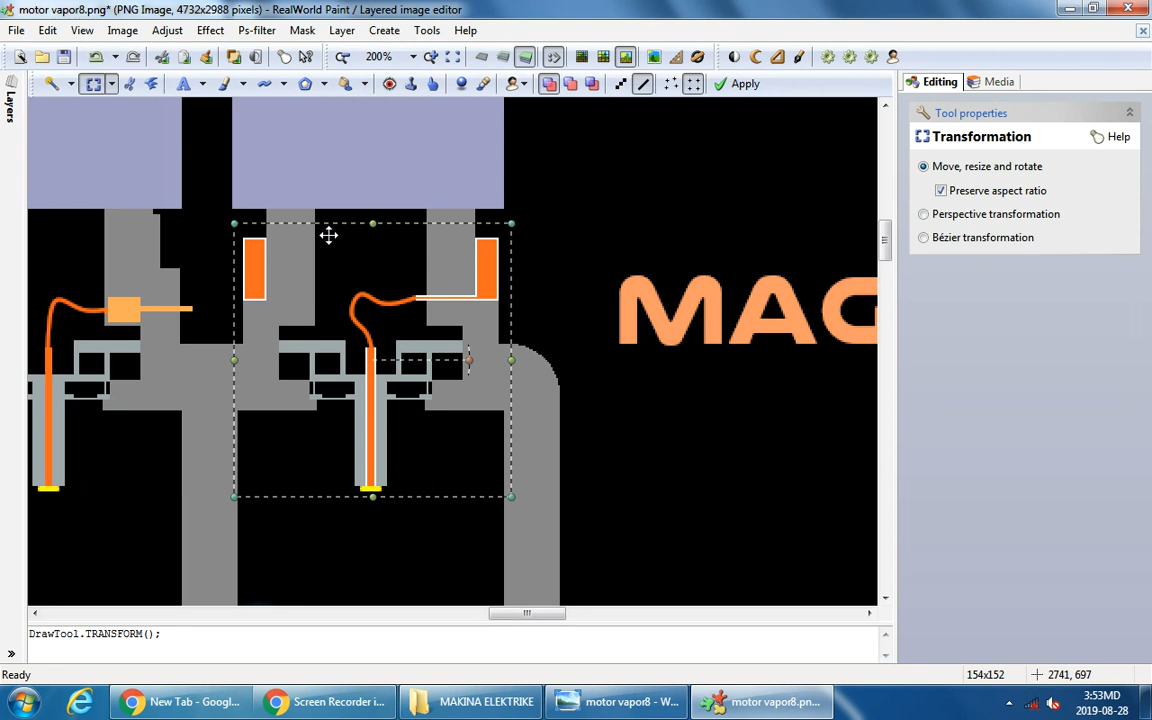 motor vapor8.png* (PNG Image, 4732x2988 pixels) - RealWorld Paint / Layered image editor
File Edit View Image Adjust Effect Ps-filter Mask Layer Create Tools Help
200%
Apply
Layers
Editing Media
Tool properties
Transformation Help
Move, resize and rotate
Preserve aspect ratio
Perspective transformation
Bézier transformation
MAG
DrawTool.TRANSFORM();
Ready 154x152 2741, 697
New Tab - Googl... Screen Recorder i... MAKINA ELEKTRIKE motor vapor8 - W... motor vapor8.pn... 3:53MD
2019-08-28